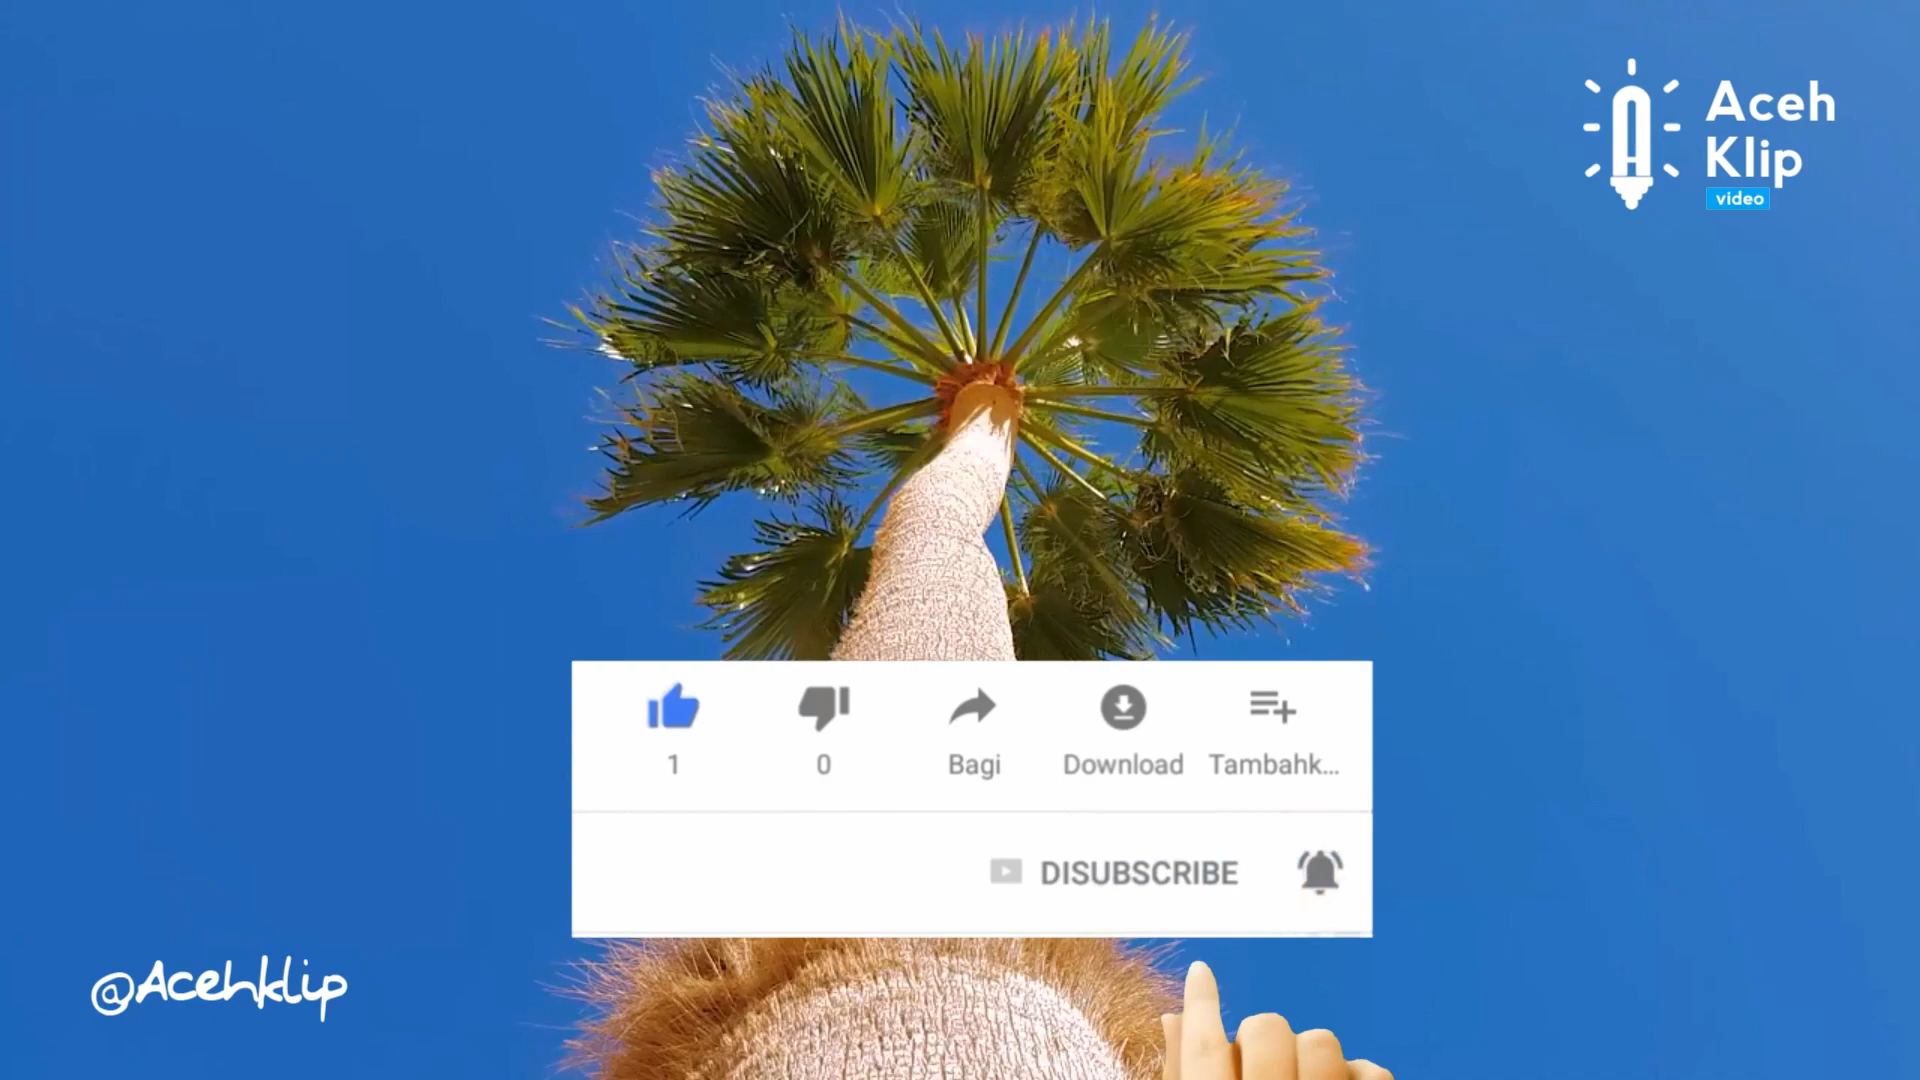 Aceh
Klip
video
1
0
Bagi
Download
Tambahk...
DISUBSCRIBE
@Acehklip